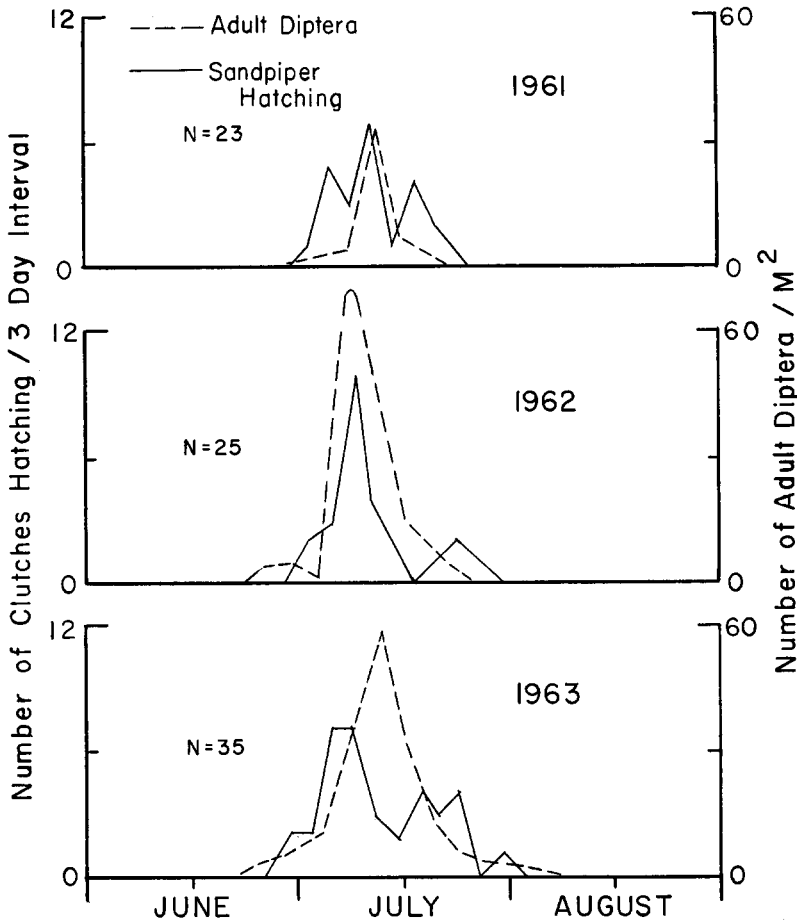 12
60
Adult Diptera
Sandpiper
Hatching
1961
N=23
0
0
12
60
1962
N=25
0
0
12
60
1963
N=35
0
0
JUNE
JULY
AUGUST
Number of Clutches Hatching / 3 Day Interval
Number of Adult Diptera / M²